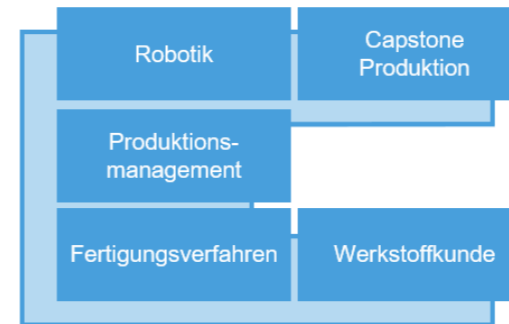 Robotik
Capstone
Produktion
Produktions-
management
Fertigungsverfahren
Werkstoffkunde